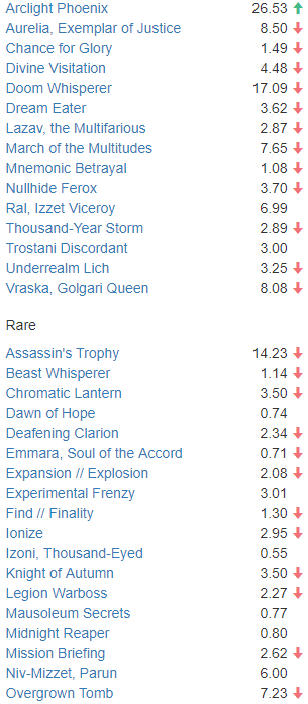 Arclight Phoenix 26.53
Aurelia, Exemplar of Justice 8.50
Chance for Glory 1.49
Divine Visitation 4.48
Doom Whisperer 17.09
Dream Eater 3.62
Lazav, the Multifarious 2.87
March of the Multitudes 7.65
Mnemonic Betrayal 1.08
Nullhide Ferox 3.70
Ral, Izzet Viceroy 6.99
Thousand-Year Storm 2.89
Trostani Discordant 3.00
Underrealm Lich 3.25
Vraska, Golgari Queen 8.08
Rare
Assassin's Trophy 14.23
Beast Whisperer 1.14
Chromatic Lantern 3.50
Dawn of Hope 0.74
Deafening Clarion 2.34
Emmara, Soul of the Accord 0.71
Expansion // Explosion 2.08
Experimental Frenzy 3.01
Find // Finality 1.30
Ionize 2.95
Izoni, Thousand-Eyed 0.55
Knight of Autumn 3.50
Legion Warboss 2.27
Mausoleum Secrets 0.77
Midnight Reaper 0.80
Mission Briefing 2.62
Niv-Mizzet, Parun 6.00
Overgrown Tomb 7.23